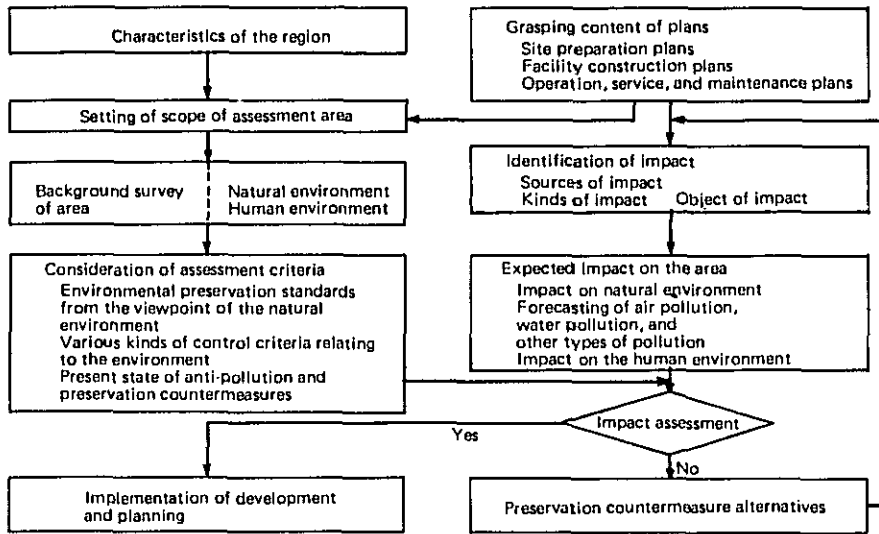 Characteristics of the region
Setting of scope of assessment area
Background survey
of area
Natural environment
Human environment
Consideration of assessment criteria
Environmental preservation standards
from the viewpoint of the natural
environment
Various kinds of control criteria relating
to the environment
Present state of anti-pollution and
preservation countermeasures
Grasping content of plans
Site preparation plans
Facility construction plans
Operation, service, and maintenance plans
Identification of impact
Sources of impact
Kinds of impact Object of impact
Expected Impact on the area
Impact on natural environment
Forecasting of air pollution,
water pollution, and
other types of pollution
Impact on the human environment
Impact assessment
Yes
No
Implementation of development
and planning
Preservation countermeasure alternatives